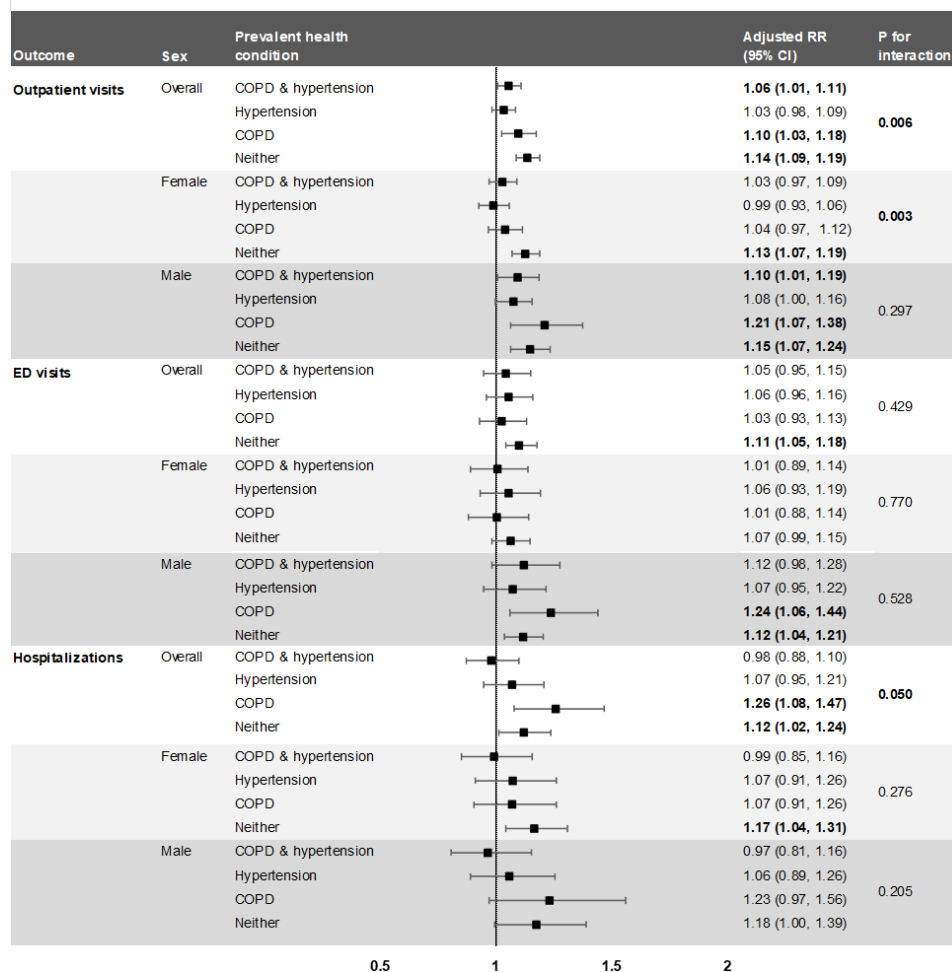 Outcome Sex Prevalent health condition Adjusted RR (95% CI) P for interaction
Outpatient visits Overall COPD & hypertension 1.06 (1.01, 1.11)
Hypertension 1.03 (0.98, 1.09)
0.006
COPD 1.10 (1.03, 1.18)
Neither 1.14 (1.09, 1.19)
Female COPD & hypertension 1.03 (0.97, 1.09)
Hypertension 0.99 (0.93, 1.06)
0.003
COPD 1.04 (0.97, 1.12)
Neither 1.13 (1.07, 1.19)
Male COPD & hypertension 1.10 (1.01, 1.19)
Hypertension 1.08 (1.00, 1.16)
0.297
COPD 1.21 (1.07, 1.38)
Neither 1.15 (1.07, 1.24)
ED visits Overall COPD & hypertension 1.05 (0.95, 1.15)
Hypertension 1.06 (0.96, 1.16)
0.429
COPD 1.03 (0.93, 1.13)
Neither 1.11 (1.05, 1.18)
Female COPD & hypertension 1.01 (0.89, 1.14)
Hypertension 1.06 (0.93, 1.19)
0.770
COPD 1.01 (0.88, 1.14)
Neither 1.07 (0.99, 1.15)
Male COPD & hypertension 1.12 (0.98, 1.28)
Hypertension 1.07 (0.95, 1.22)
0.528
COPD 1.24 (1.06, 1.44)
Neither 1.12 (1.04, 1.21)
Hospitalizations Overall COPD & hypertension 0.98 (0.88, 1.10)
Hypertension 1.07 (0.95, 1.21)
0.050
COPD 1.26 (1.08, 1.47)
Neither 1.12 (1.02, 1.24)
Female COPD & hypertension 0.99 (0.85, 1.16)
Hypertension 1.07 (0.91, 1.26)
0.276
COPD 1.07 (0.91, 1.26)
Neither 1.17 (1.04, 1.31)
Male COPD & hypertension 0.97 (0.81, 1.16)
Hypertension 1.06 (0.89, 1.26)
0.205
COPD 1.23 (0.97, 1.56)
Neither 1.18 (1.00, 1.39)
0.5 1 1.5 2